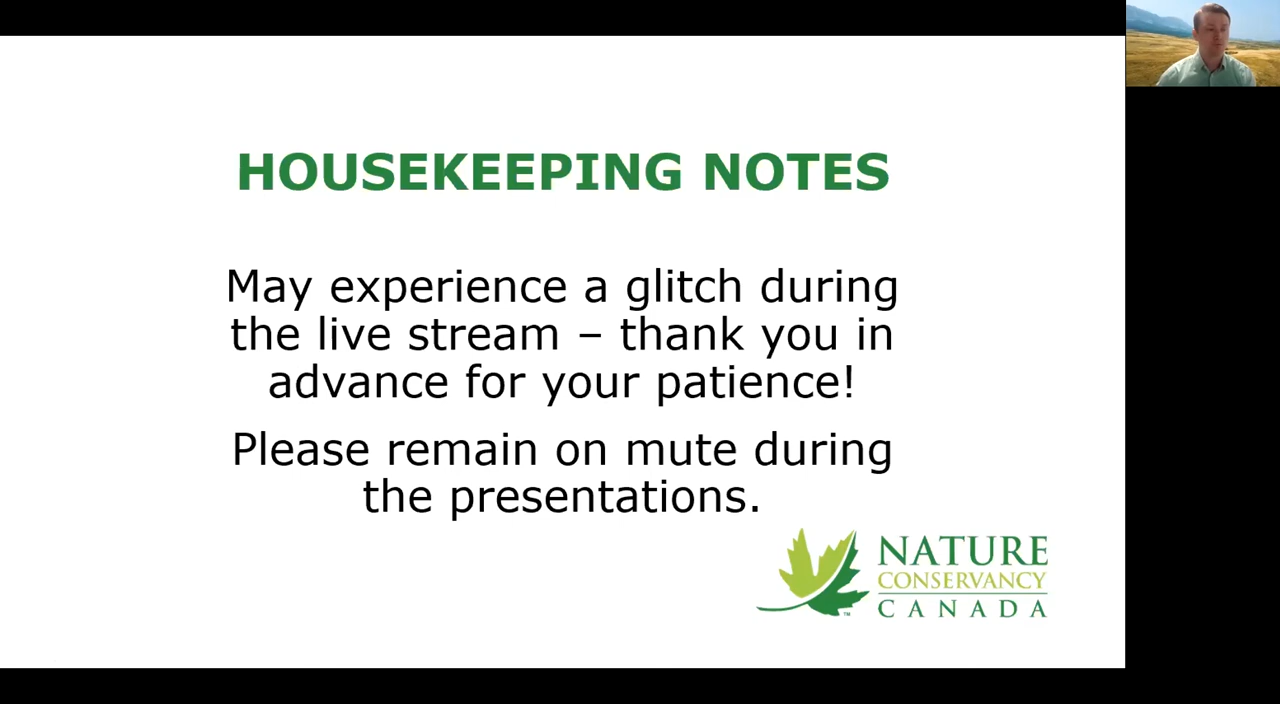 HOUSEKEEPING NOTES
May experience a glitch during
the live stream – thank you in
advance for your patience!
Please remain on mute during
the presentations.
NATURE
CONSERVANCY
CANADA
™